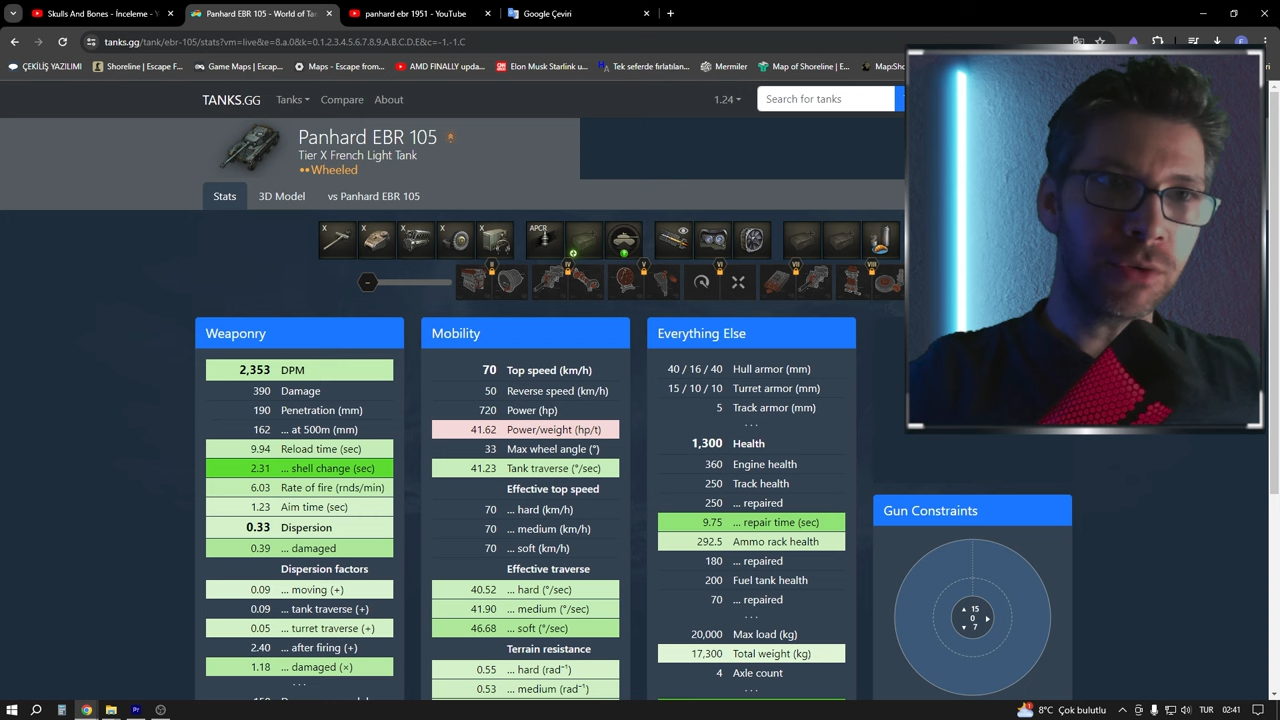 Skulls And Bones - İnceleme - Y
Panhard EBR 105 - World of Tan
panhard ebr 1951 - YouTube
Google Çeviri
tanks.gg/tank/ebr-105/stats?vm=live&e=8.a.0&k=0.1.2.3.4.5.6.7.8.9.A.B.C.D.E&c=-1.-1.C
ÇEKİLİŞ YAZILIMI
Shoreline | Escape F...
Game Maps | Escap...
Maps - Escape from...
AMD FINALLY upda...
Elon Musk Starlink u...
Tek seferde fırlatılan...
Mermiler
Map of Shoreline | E...
MapSho
TANKS.GG
Tanks
Compare
About
1.24
Search for tanks
Panhard EBR 105
Tier X French Light Tank
Wheeled
Stats
3D Model
vs Panhard EBR 105
X
X
X
X
X
APCR
II
IV
V
VI
VII
VIII
Weaponry
2,353 DPM
390 Damage
190 Penetration (mm)
162 ... at 500m (mm)
9.94 Reload time (sec)
2.31 ... shell change (sec)
6.03 Rate of fire (rnds/min)
1.23 Aim time (sec)
0.33 Dispersion
0.39 ... damaged
Dispersion factors
0.09 ... moving (+)
0.09 ... tank traverse (+)
0.05 ... turret traverse (+)
2.40 ... after firing (+)
1.18 ... damaged (×)
...
Mobility
70 Top speed (km/h)
50 Reverse speed (km/h)
720 Power (hp)
41.62 Power/weight (hp/t)
33 Max wheel angle (°)
41.23 Tank traverse (°/sec)
Effective top speed
70 ... hard (km/h)
70 ... medium (km/h)
70 ... soft (km/h)
Effective traverse
40.52 ... hard (°/sec)
41.90 ... medium (°/sec)
46.68 ... soft (°/sec)
Terrain resistance
0.55 ... hard (rad⁻¹)
0.53 ... medium (rad⁻¹)
Everything Else
40 / 16 / 40 Hull armor (mm)
15 / 10 / 10 Turret armor (mm)
5 Track armor (mm)
...
1,300 Health
360 Engine health
250 Track health
250 ... repaired
9.75 ... repair time (sec)
292.5 Ammo rack health
180 ... repaired
200 Fuel tank health
70 ... repaired
...
20,000 Max load (kg)
17,300 Total weight (kg)
4 Axle count
...
Gun Constraints
15
0
7
8°C Çok bulutlu
TUR
02:41